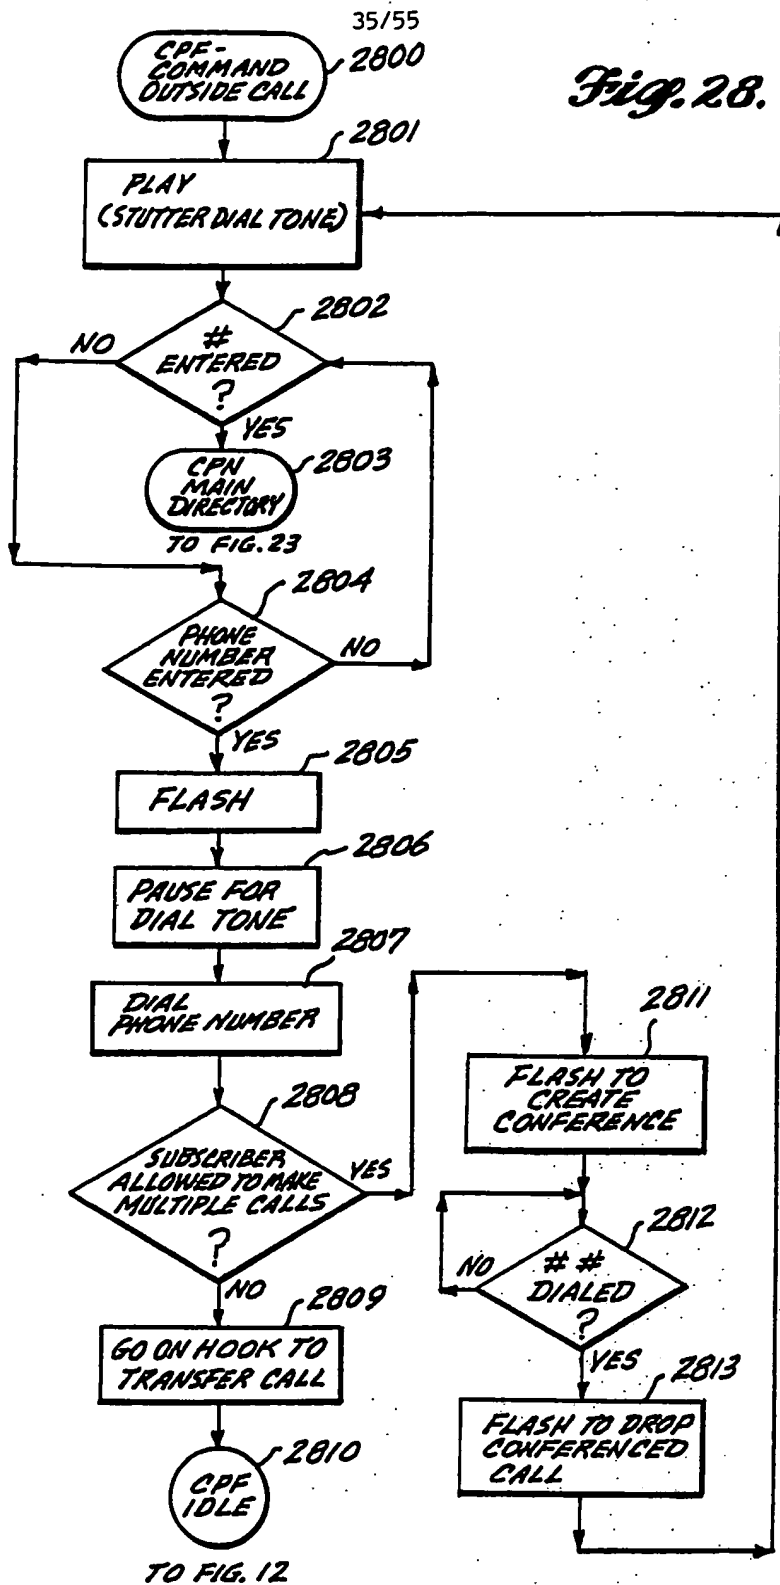 35/55
CPF-
COMMAND
OUTSIDE CALL
2800
Fig. 28.
2801
PLAY
(STUTTER DIAL TONE)
2802
#
ENTERED
?
NO
YES
2803
CPN
MAIN
DIRECTORY
TO FIG. 23
2804
PHONE
NUMBER
ENTERED
?
NO
YES
2805
FLASH
2806
PAUSE FOR
DIAL TONE
2807
DIAL
PHONE NUMBER
2808
SUBSCRIBER
ALLOWED TO MAKE
MULTIPLE CALLS
?
YES
NO
2809
GO ON HOOK TO
TRANSFER CALL
2810
CPF
IDLE
TO FIG. 12
2811
FLASH TO
CREATE
CONFERENCE
2812
# #
DIALED
?
NO
YES
2813
FLASH TO DROP
CONFERENCED
CALL